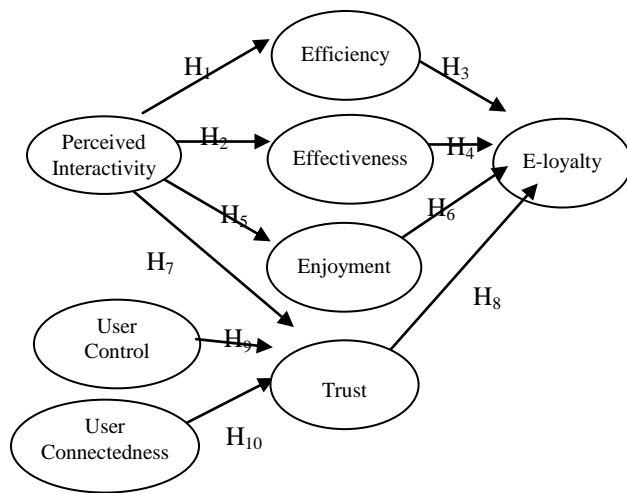 Efficiency
H1
H3
Perceived
Interactivity
H2
Effectiveness
H4
E-loyalty
H5
H6
Enjoyment
H7
H8
User
Control
H9
Trust
User
Connectedness
H10